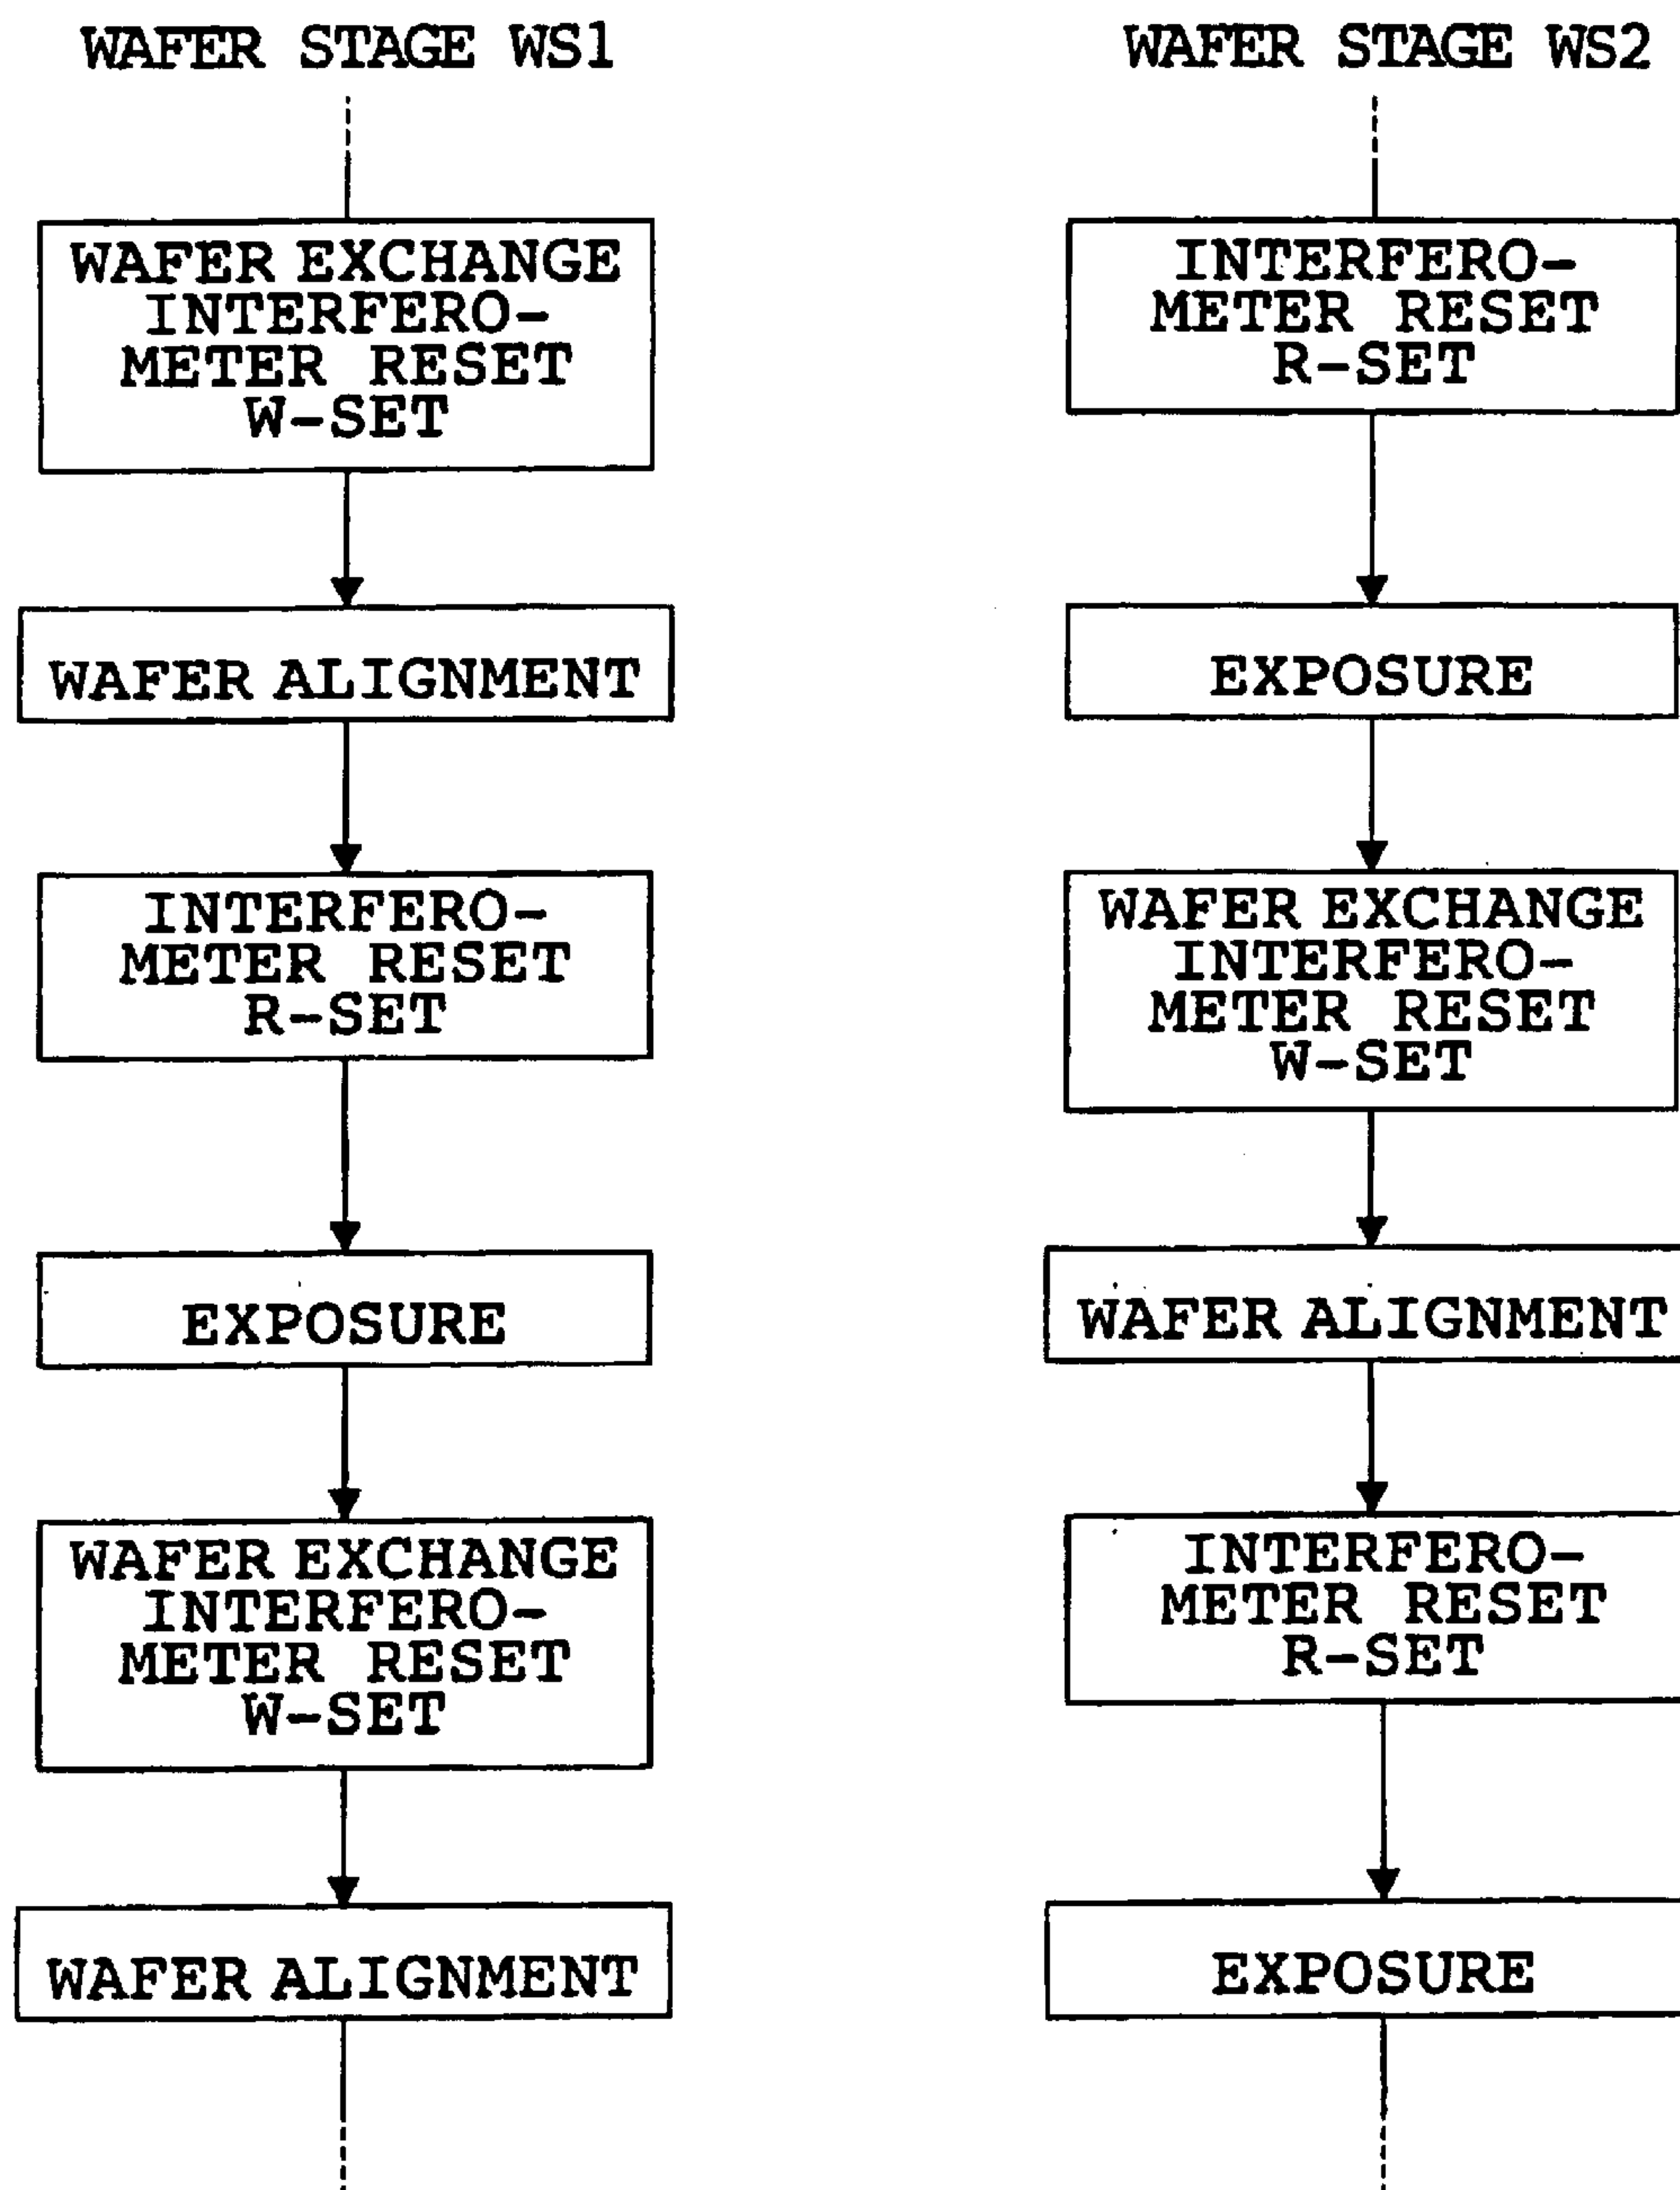 WAFER STAGE WS1
WAFER EXCHANGE
INTERFERO-
METER RESET
W-SET
WAFER ALIGNMENT
INTERFERO-
METER RESET
R-SET
EXPOSURE
WAFER EXCHANGE
INTERFERO-
METER RESET
W-SET
WAFER ALIGNMENT
WAFER STAGE WS2
INTERFERO-
METER RESET
R-SET
EXPOSURE
WAFER EXCHANGE
INTERFERO-
METER RESET
W-SET
WAFER ALIGNMENT
INTERFERO-
METER RESET
R-SET
EXPOSURE